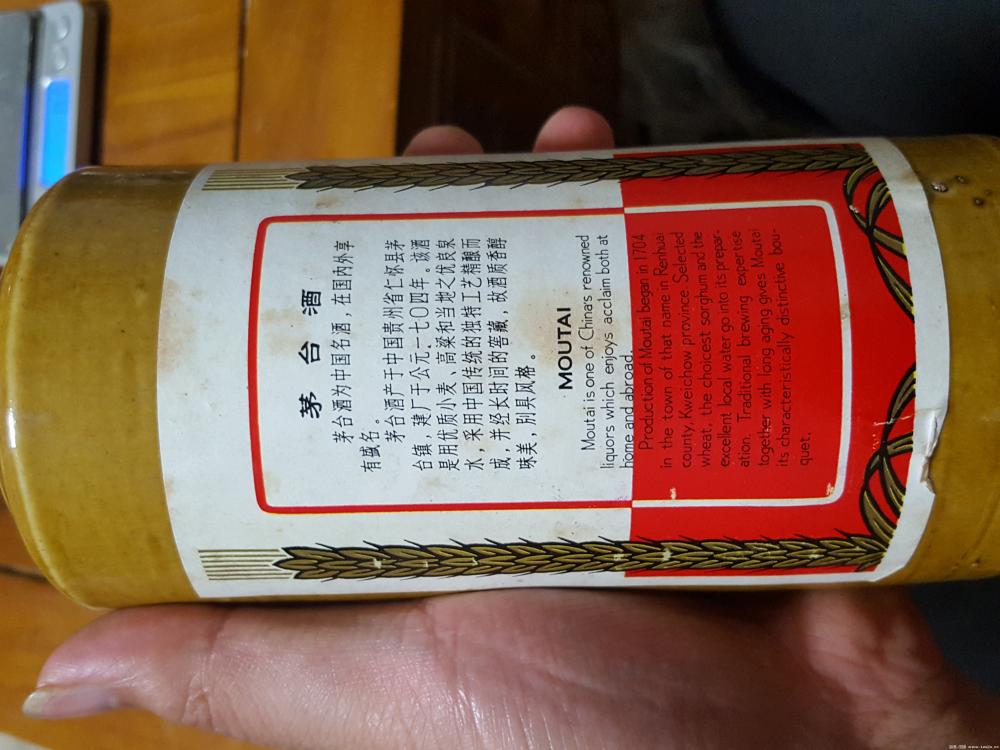 茅台酒
茅台酒为中国名酒，在国内外享
有盛名。
茅台酒产于中国贵州省仁怀县茅
台镇，建厂于公元一七〇四年。该酒
是用优质小麦、高粱和当地之优良泉
水，采用中国传统的独特工艺精酿而
成，并经长时间的窖藏，故酒质香醇
味美，别具风格。
MOUTAI
Moutai is one of China's renowned
liquors which enjoys acclaim both at
home and abroad.
Production of Moutai began in 1704
in the town of that name in Renhuai
county, Kweichow province. Selected
wheat, the choicest sorghum and the
excellent local water go into its prepar-
ation. Traditional brewing expertise
together with long aging gives Moutai
its characteristically distinctive bou-
quet.